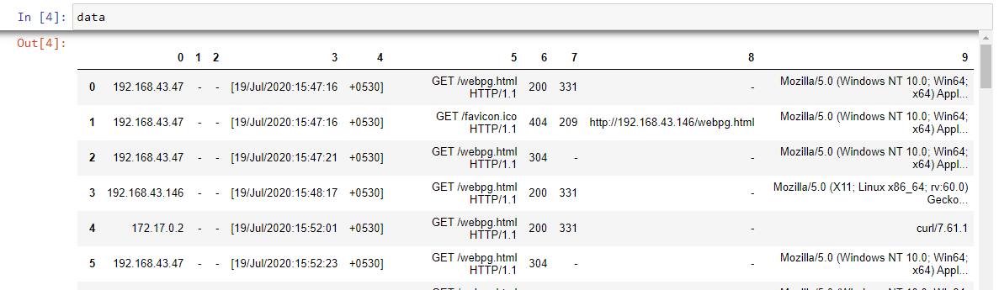 In [4]: data
Out[4]:
0 1 2 3 4 5 6 7 8 9
0 192.168.43.47 - - [19/Jul/2020:15:47:16 +0530] GET /webpg.html HTTP/1.1 200 331 - Mozilla/5.0 (Windows NT 10.0; Win64; x64) Appl...
1 192.168.43.47 - - [19/Jul/2020:15:47:16 +0530] GET /favicon.ico HTTP/1.1 404 209 http://192.168.43.146/webpg.html Mozilla/5.0 (Windows NT 10.0; Win64; x64) Appl...
2 192.168.43.47 - - [19/Jul/2020:15:47:21 +0530] GET /webpg.html HTTP/1.1 304 - - Mozilla/5.0 (Windows NT 10.0; Win64; x64) Appl...
3 192.168.43.146 - - [19/Jul/2020:15:48:17 +0530] GET /webpg.html HTTP/1.1 200 331 - Mozilla/5.0 (X11; Linux x86_64; rv:60.0) Gecko...
4 172.17.0.2 - - [19/Jul/2020:15:52:01 +0530] GET /webpg.html HTTP/1.1 200 331 - curl/7.61.1
5 192.168.43.47 - - [19/Jul/2020:15:52:23 +0530] GET /webpg.html HTTP/1.1 304 - - Mozilla/5.0 (Windows NT 10.0; Win64; x64) Appl...